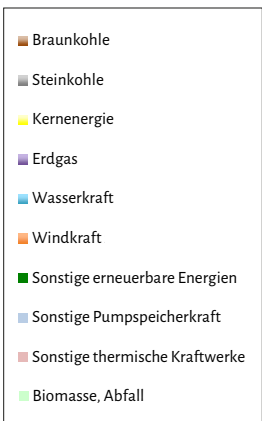 Braunkohle
Steinkohle
Kernenergie
Erdgas
Wasserkraft
Windkraft
Sonstige erneuerbare Energien
Sonstige Pumpspeicherkraft
Sonstige thermische Kraftwerke
Biomasse, Abfall